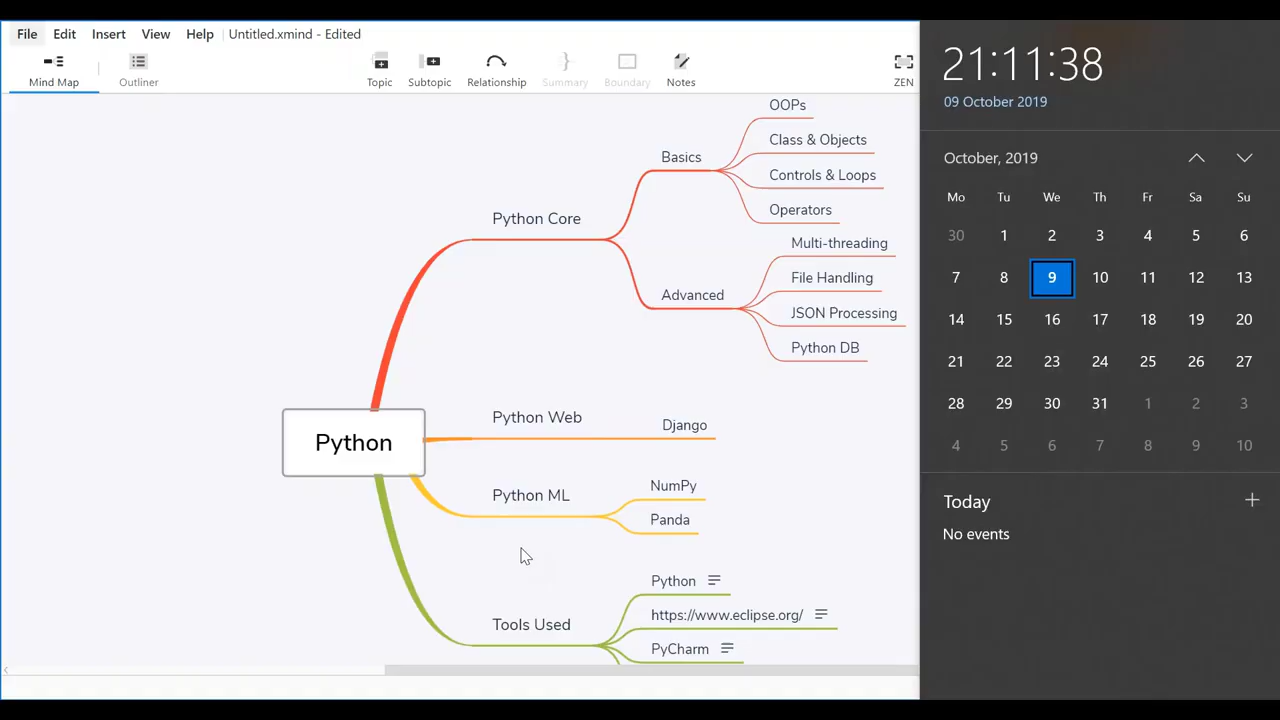 File Edit Insert View Help Untitled.xmind - Edited
Mind Map Outliner Topic Subtopic Relationship Summary Boundary Notes ZEN
OOPs
Class & Objects
Basics
Controls & Loops
Operators
Python Core
Multi-threading
File Handling
Advanced
JSON Processing
Python DB
Python Web
Django
Python
Python ML
NumPy
Panda
Python
Tools Used
https://www.eclipse.org/
PyCharm
21:11:38
09 October 2019
October, 2019
Mo Tu We Th Fr Sa Su
30 1 2 3 4 5 6
7 8 9 10 11 12 13
14 15 16 17 18 19 20
21 22 23 24 25 26 27
28 29 30 31 1 2 3
4 5 6 7 8 9 10
Today
No events